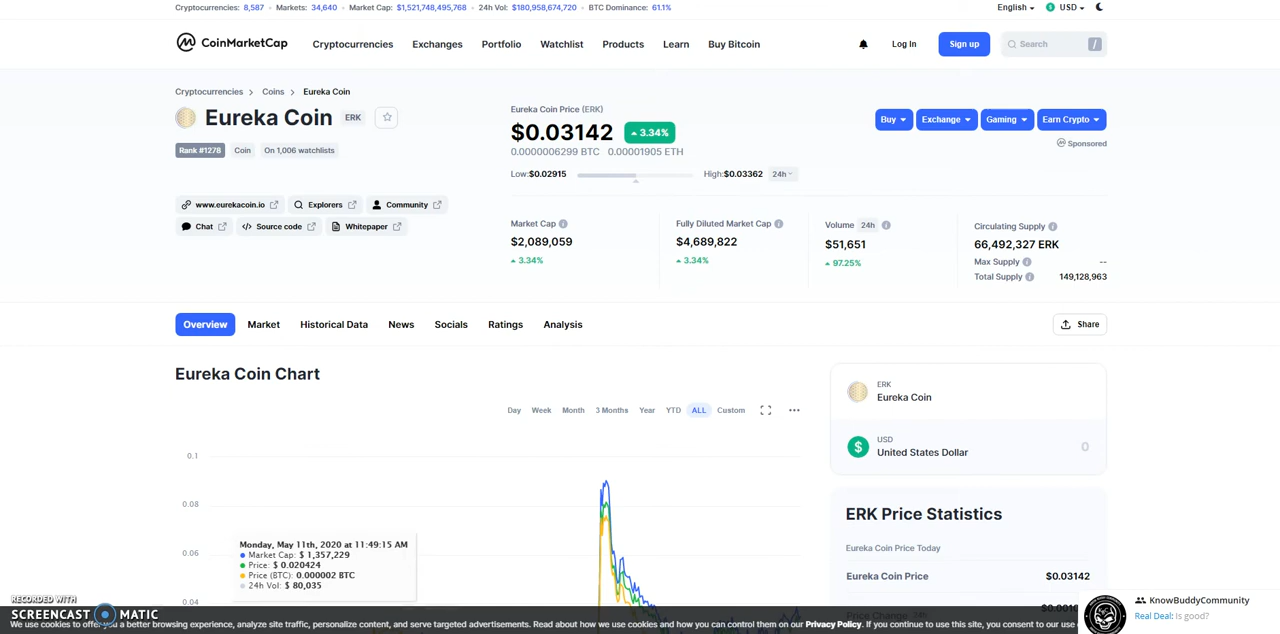 Cryptocurrencies: 8,587 Markets: 34,640 Market Cap: $1,521,748,495,768 24h Vol: $180,958,674,720 BTC Dominance: 61.1% English USD
CoinMarketCap Cryptocurrencies Exchanges Portfolio Watchlist Products Learn Buy Bitcoin Log In Sign up Search /
Cryptocurrencies > Coins > Eureka Coin
Eureka Coin ERK
Rank #1278 Coin On 1,006 watchlists
www.eurekacoin.io Explorers Community
Chat Source code Whitepaper
Eureka Coin Price (ERK)
$0.03142 3.34%
0.0000006299 BTC 0.00001905 ETH
Low:$0.02915 High:$0.03362 24h
Buy Exchange Gaming Earn Crypto
Sponsored
Market Cap
$2,089,059
3.34%
Fully Diluted Market Cap
$4,689,822
3.34%
Volume 24h
$51,651
97.25%
Circulating Supply
66,492,327 ERK
Max Supply --
Total Supply 149,128,963
Overview Market Historical Data News Socials Ratings Analysis Share
Eureka Coin Chart
Day Week Month 3 Months Year YTD ALL Custom
0.1
0.08
0.06
0.04
Monday, May 11th, 2020 at 11:49:15 AM
Market Cap: $ 1,357,229
Price: $ 0.020424
Price (BTC): 0.000002 BTC
24h Vol: $ 80,035
ERK
Eureka Coin
$ USD
United States Dollar 0
ERK Price Statistics
Eureka Coin Price Today
Eureka Coin Price $0.03142
Price Change 24h
RECORDED WITH
SCREENCAST MATIC
We use cookies to offer you a better browsing experience, analyze site traffic, personalize content, and serve targeted advertisements. Read about how we use cookies and how you can control them on our Privacy Policy. If you continue to use this site, you consent to our use
KnowBuddyCommunity
Real Deal: Is good?